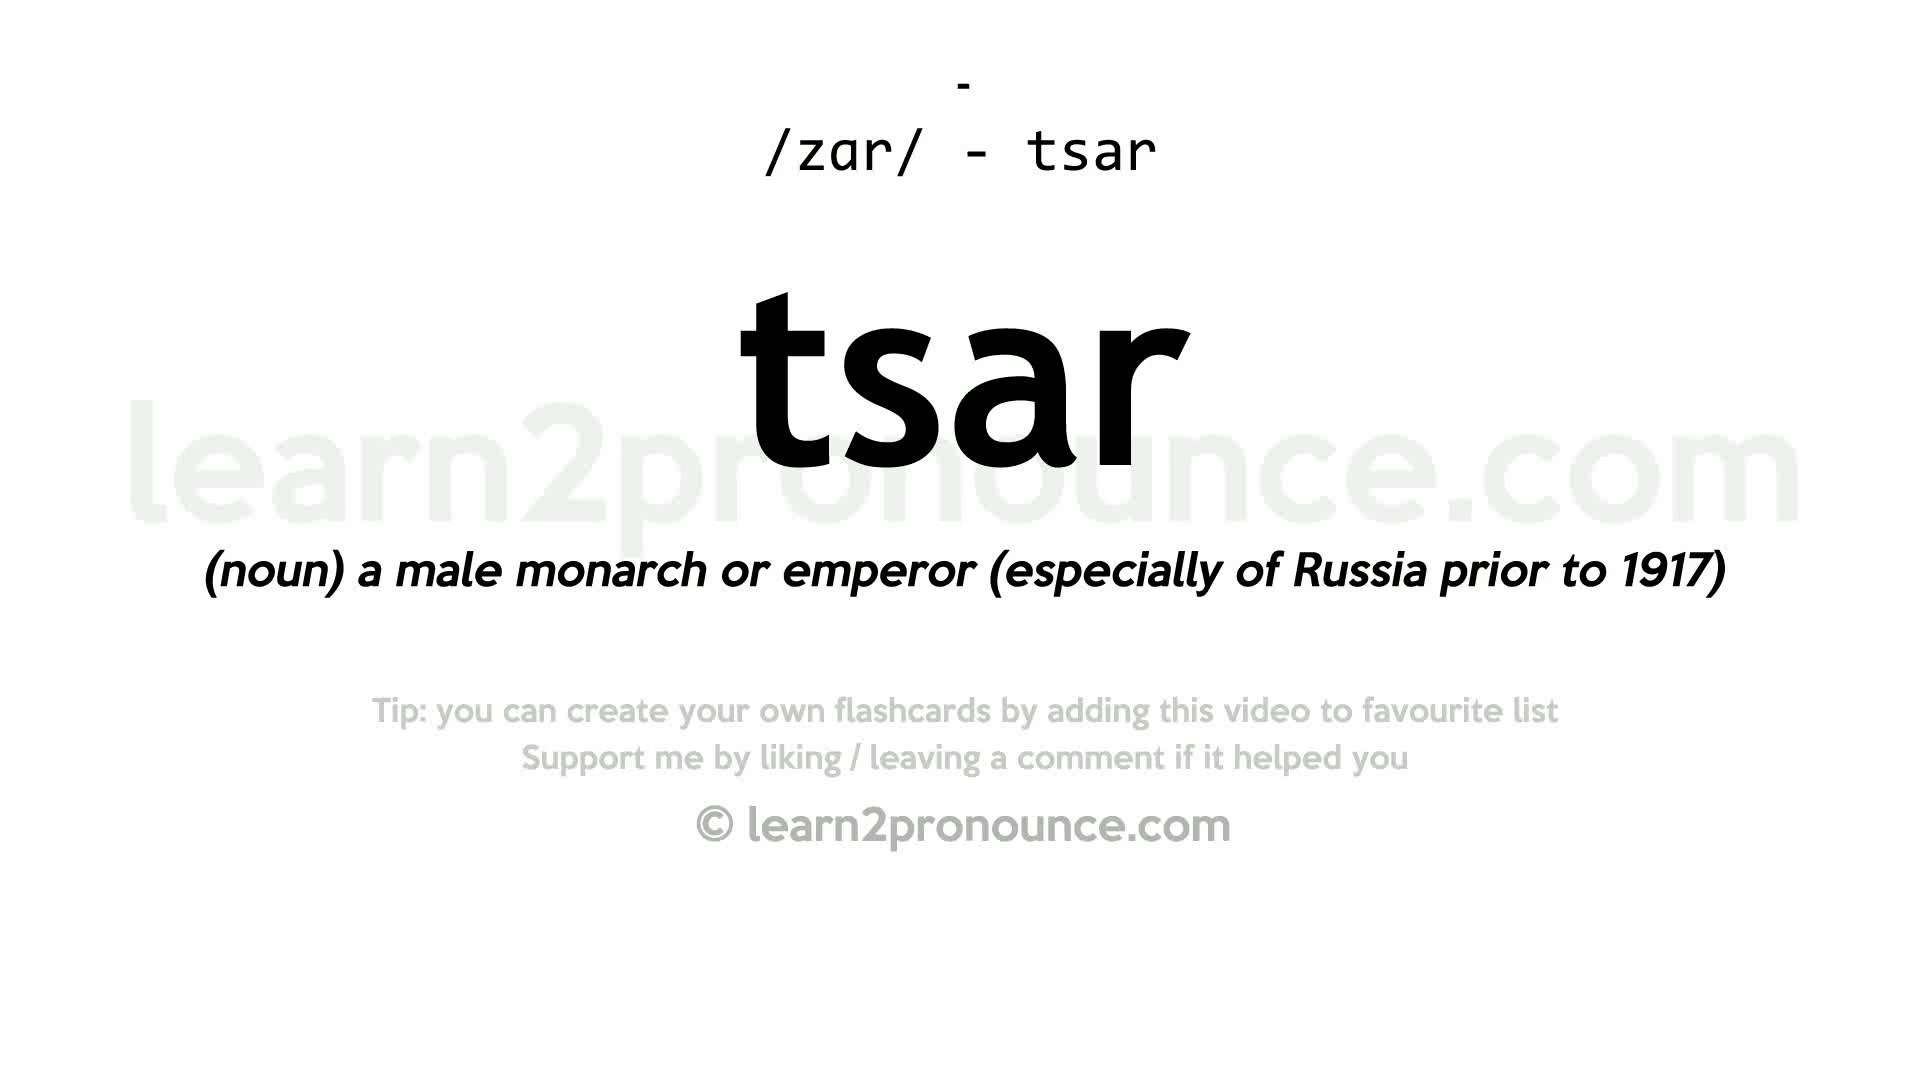 -
/zɑr/ - tsar
tsar
learn2pronounce.com
(noun) a male monarch or emperor (especially of Russia prior to 1917)
Tip: you can create your own flashcards by adding this video to favourite list
Support me by liking / leaving a comment if it helped you
© learn2pronounce.com